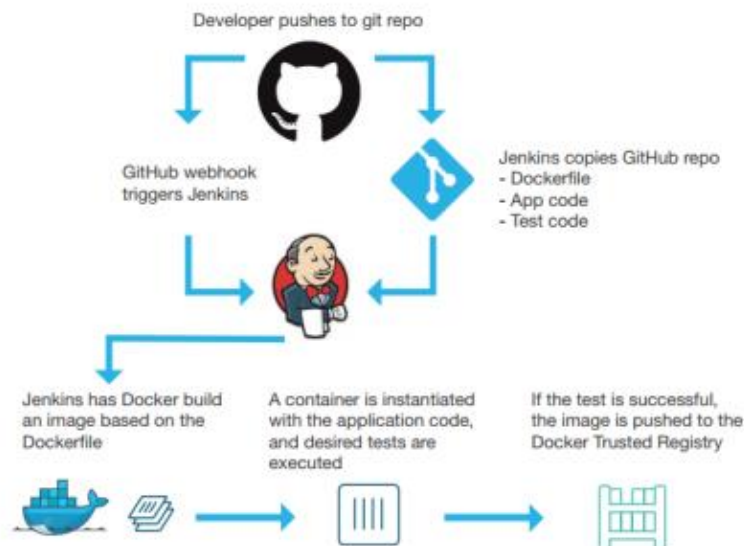 Developer pushes to git repo
GitHub webhook
triggers Jenkins
Jenkins copies GitHub repo
- Dockerfile
- App code
- Test code
Jenkins has Docker build
an image based on the
Dockerfile
A container is instantiated
with the application code,
and desired tests are
executed
If the test is successful,
the image is pushed to the
Docker Trusted Registry